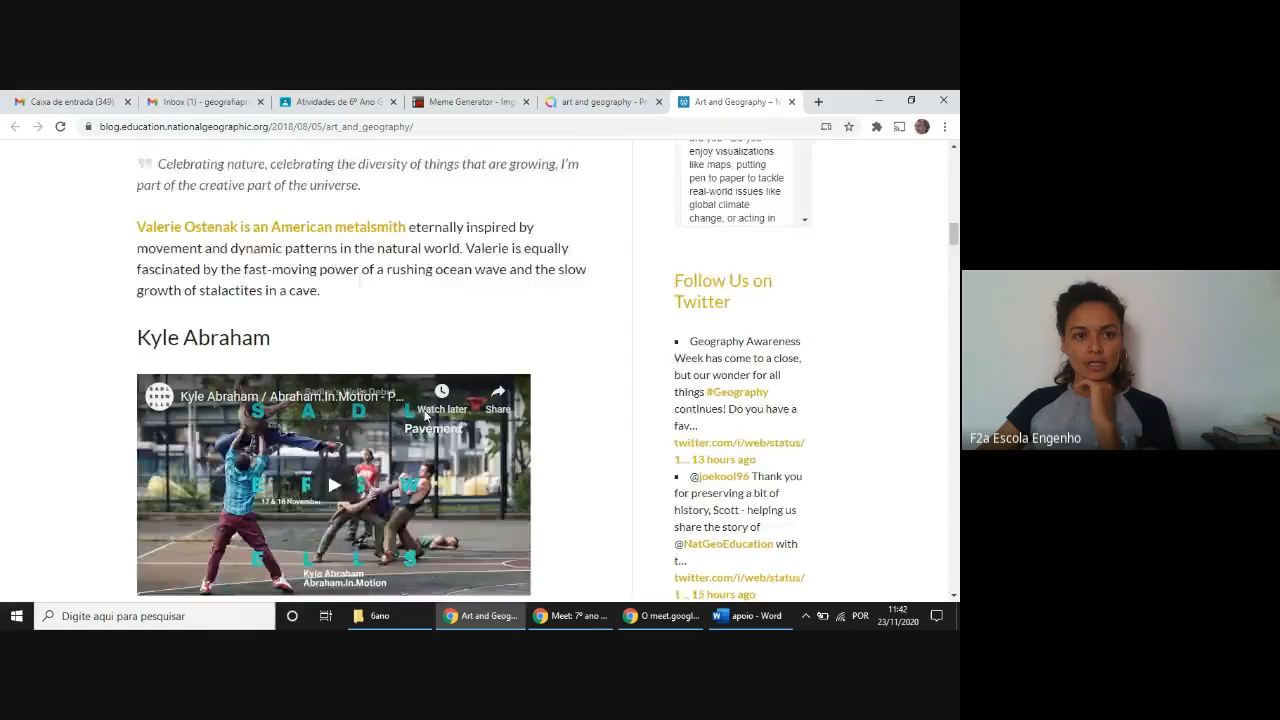 Caixa de entrada (349)
Inbox (1) - geografiapr
Atividades de 6º Ano G
Meme Generator - Img
art and geography - P
Art and Geography – N
blog.education.nationalgeographic.org/2018/08/05/art_and_geography/
Celebrating nature, celebrating the diversity of things that are growing, I'm
part of the creative part of the universe.
Valerie Ostenak is an American metalsmith eternally inspired by
movement and dynamic patterns in the natural world. Valerie is equally
fascinated by the fast-moving power of a rushing ocean wave and the slow
growth of stalactites in a cave.
Kyle Abraham
SADL
ERSW
ELLS
Kyle Abraham / Abraham.In.Motion - P...
Sadler's Wells Debut
Watch later
Share
S A D L
Pavement
E R S W
17 & 18 November
E L L S
Kyle Abraham
Abraham.In.Motion
enjoy visualizations
like maps, putting
pen to paper to tackle
real-world issues like
global climate
change, or acting in
Follow Us on
Twitter
Geography Awareness
Week has come to a close,
but our wonder for all
things #Geography
continues! Do you have a
fav...
twitter.com/i/web/status/
1... 13 hours ago
@joekool96 Thank you
for preserving a bit of
history, Scott - helping us
share the story of
@NatGeoEducation with
t...
twitter.com/i/web/status/
1... 15 hours ago
F2a Escola Engenho
Digite aqui para pesquisar
6ano
Art and Geog...
Meet: 7º ano ...
O meet.googl...
apoio - Word
POR
11:42
23/11/2020